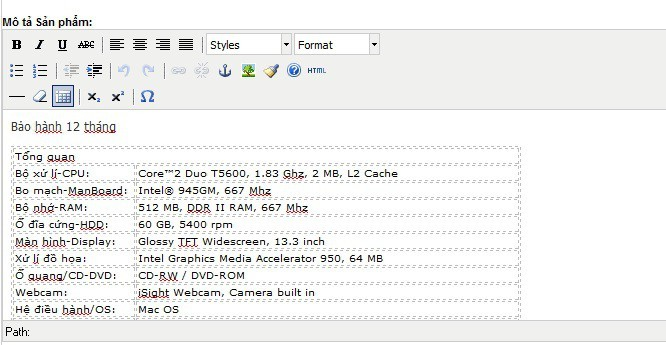 Mô tả Sản phẩm:
B I U ABC Styles Format
HTML
x₂ x² Ω
Bảo hành 12 tháng
Tổng quan
Bộ xử lí-CPU: Core™2 Duo T5600, 1.83 Ghz, 2 MB, L2 Cache
Bo mạch-ManBoard: Intel® 945GM, 667 Mhz
Bộ nhớ-RAM: 512 MB, DDR II RAM, 667 Mhz
Ổ đĩa cứng-HDD: 60 GB, 5400 rpm
Màn hình-Display: Glossy TFT Widescreen, 13.3 inch
Xử lí đồ họa: Intel Graphics Media Accelerator 950, 64 MB
Ổ quang/CD-DVD: CD-RW / DVD-ROM
Webcam: iSight Webcam, Camera built in
Hệ điều hành/OS: Mac OS
Path: